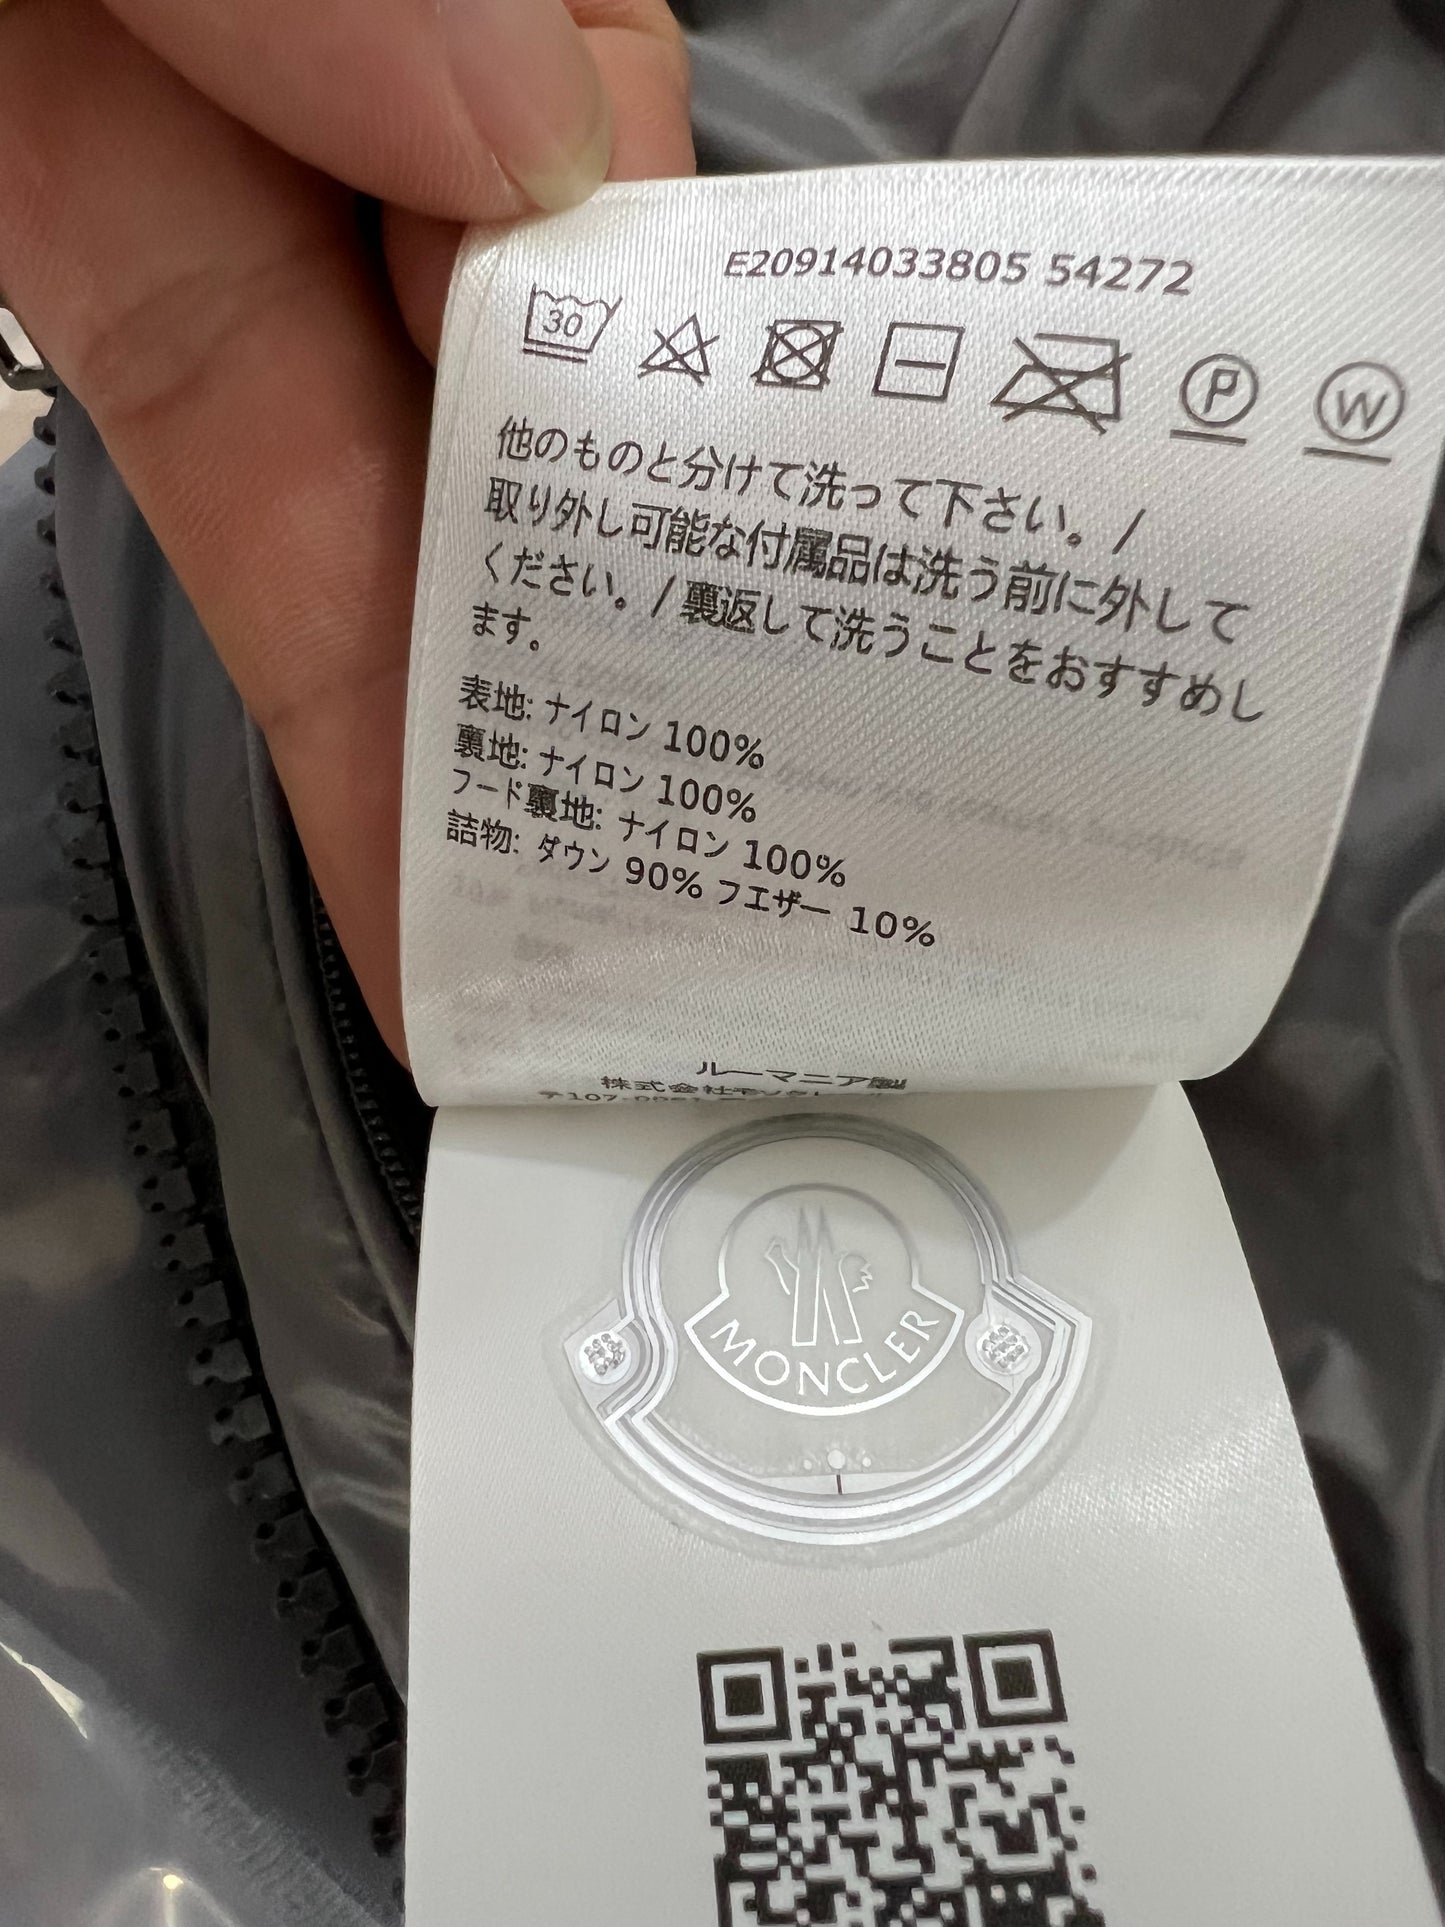 E20914033805 54272
30
P
W
他のものと分けて洗って下さい。/
取り外し可能な付属品は洗う前に外して
ください。/裏返して洗うことをおすすめし
ます。
表地: ナイロン 100%
裏地: ナイロン 100%
フード裏地: ナイロン 100%
詰物: ダウン 90% フエザー 10%
ルーマニア製
株式会社モンクレール
〒107-
MONCLER